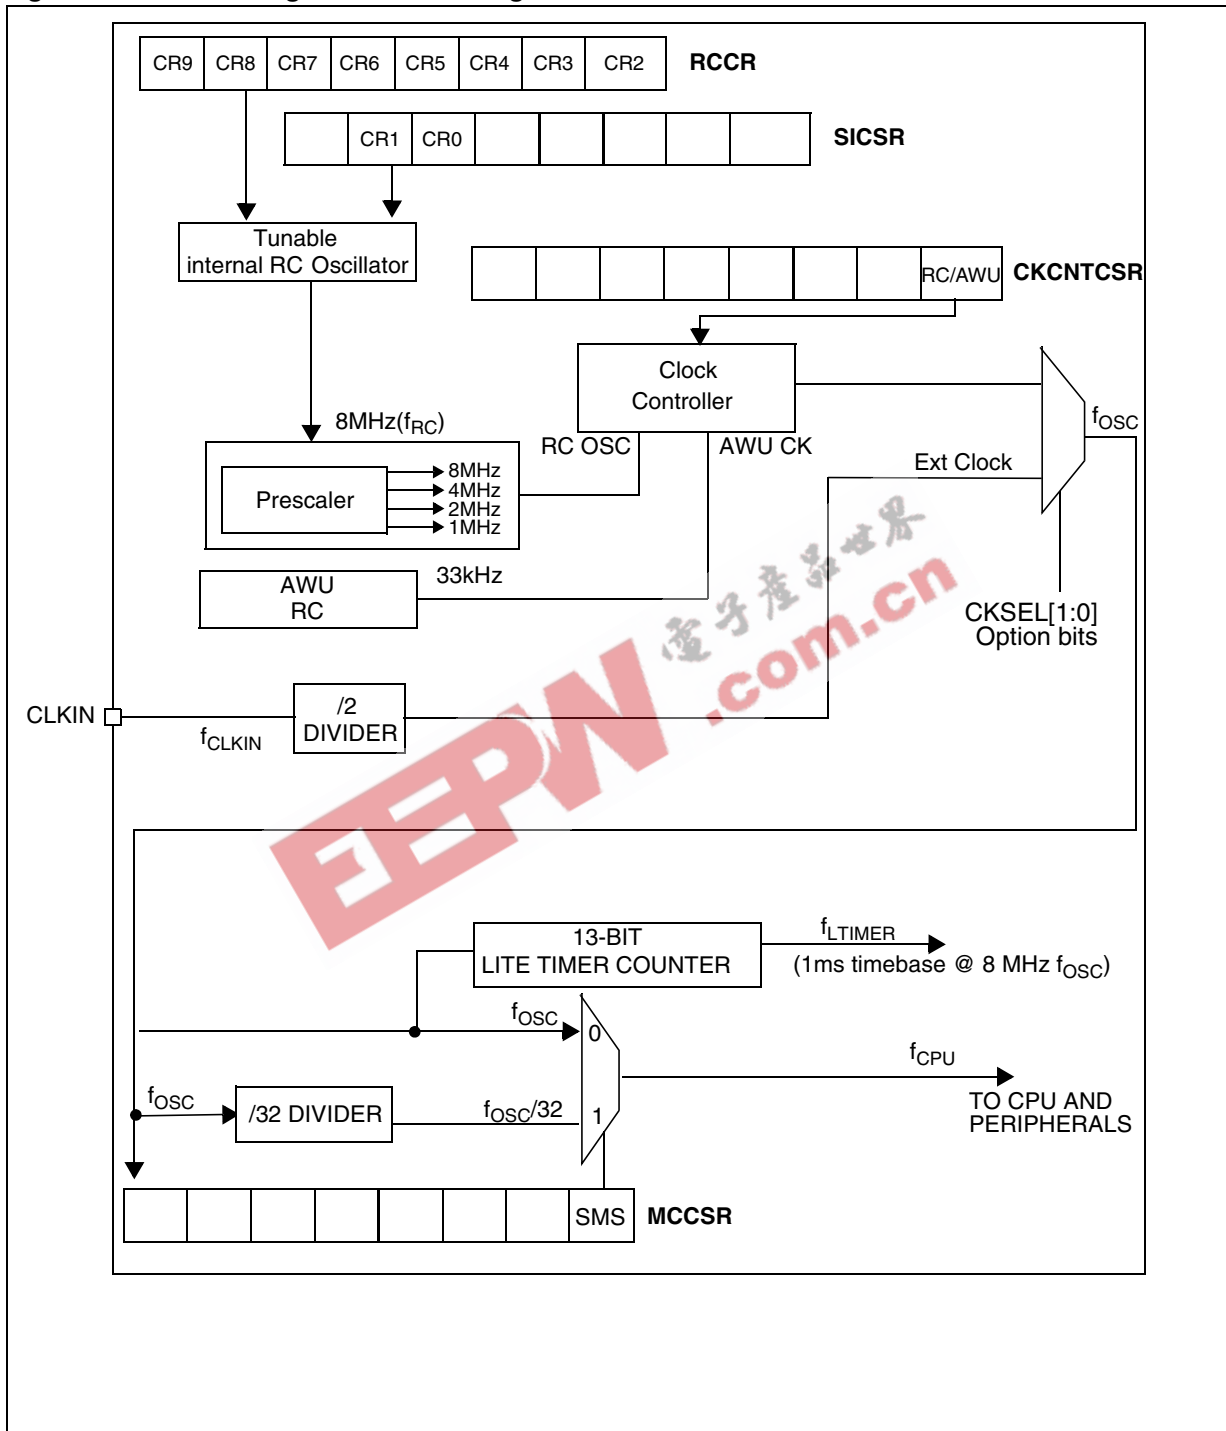 CR9 CR8 CR7 CR6 CR5 CR4 CR3 CR2 RCCR
CR1 CR0 SICSR
Tunable
internal RC Oscillator
RC/AWU CKCNTCSR
Clock
Controller
8MHz(fRC)
RC OSC AWU CK
fOSC
Ext Clock
Prescaler
8MHz
4MHz
2MHz
1MHz
AWU
RC
33kHz
CKSEL[1:0]
Option bits
電子產品世界
EEPW.com.cn
CLKIN
fCLKIN
/2
DIVIDER
13-BIT
LITE TIMER COUNTER
fLTIMER
(1ms timebase @ 8 MHz fOSC)
fOSC
0
fCPU
TO CPU AND
PERIPHERALS
fOSC
/32 DIVIDER
fOSC/32
1
SMS MCCSR